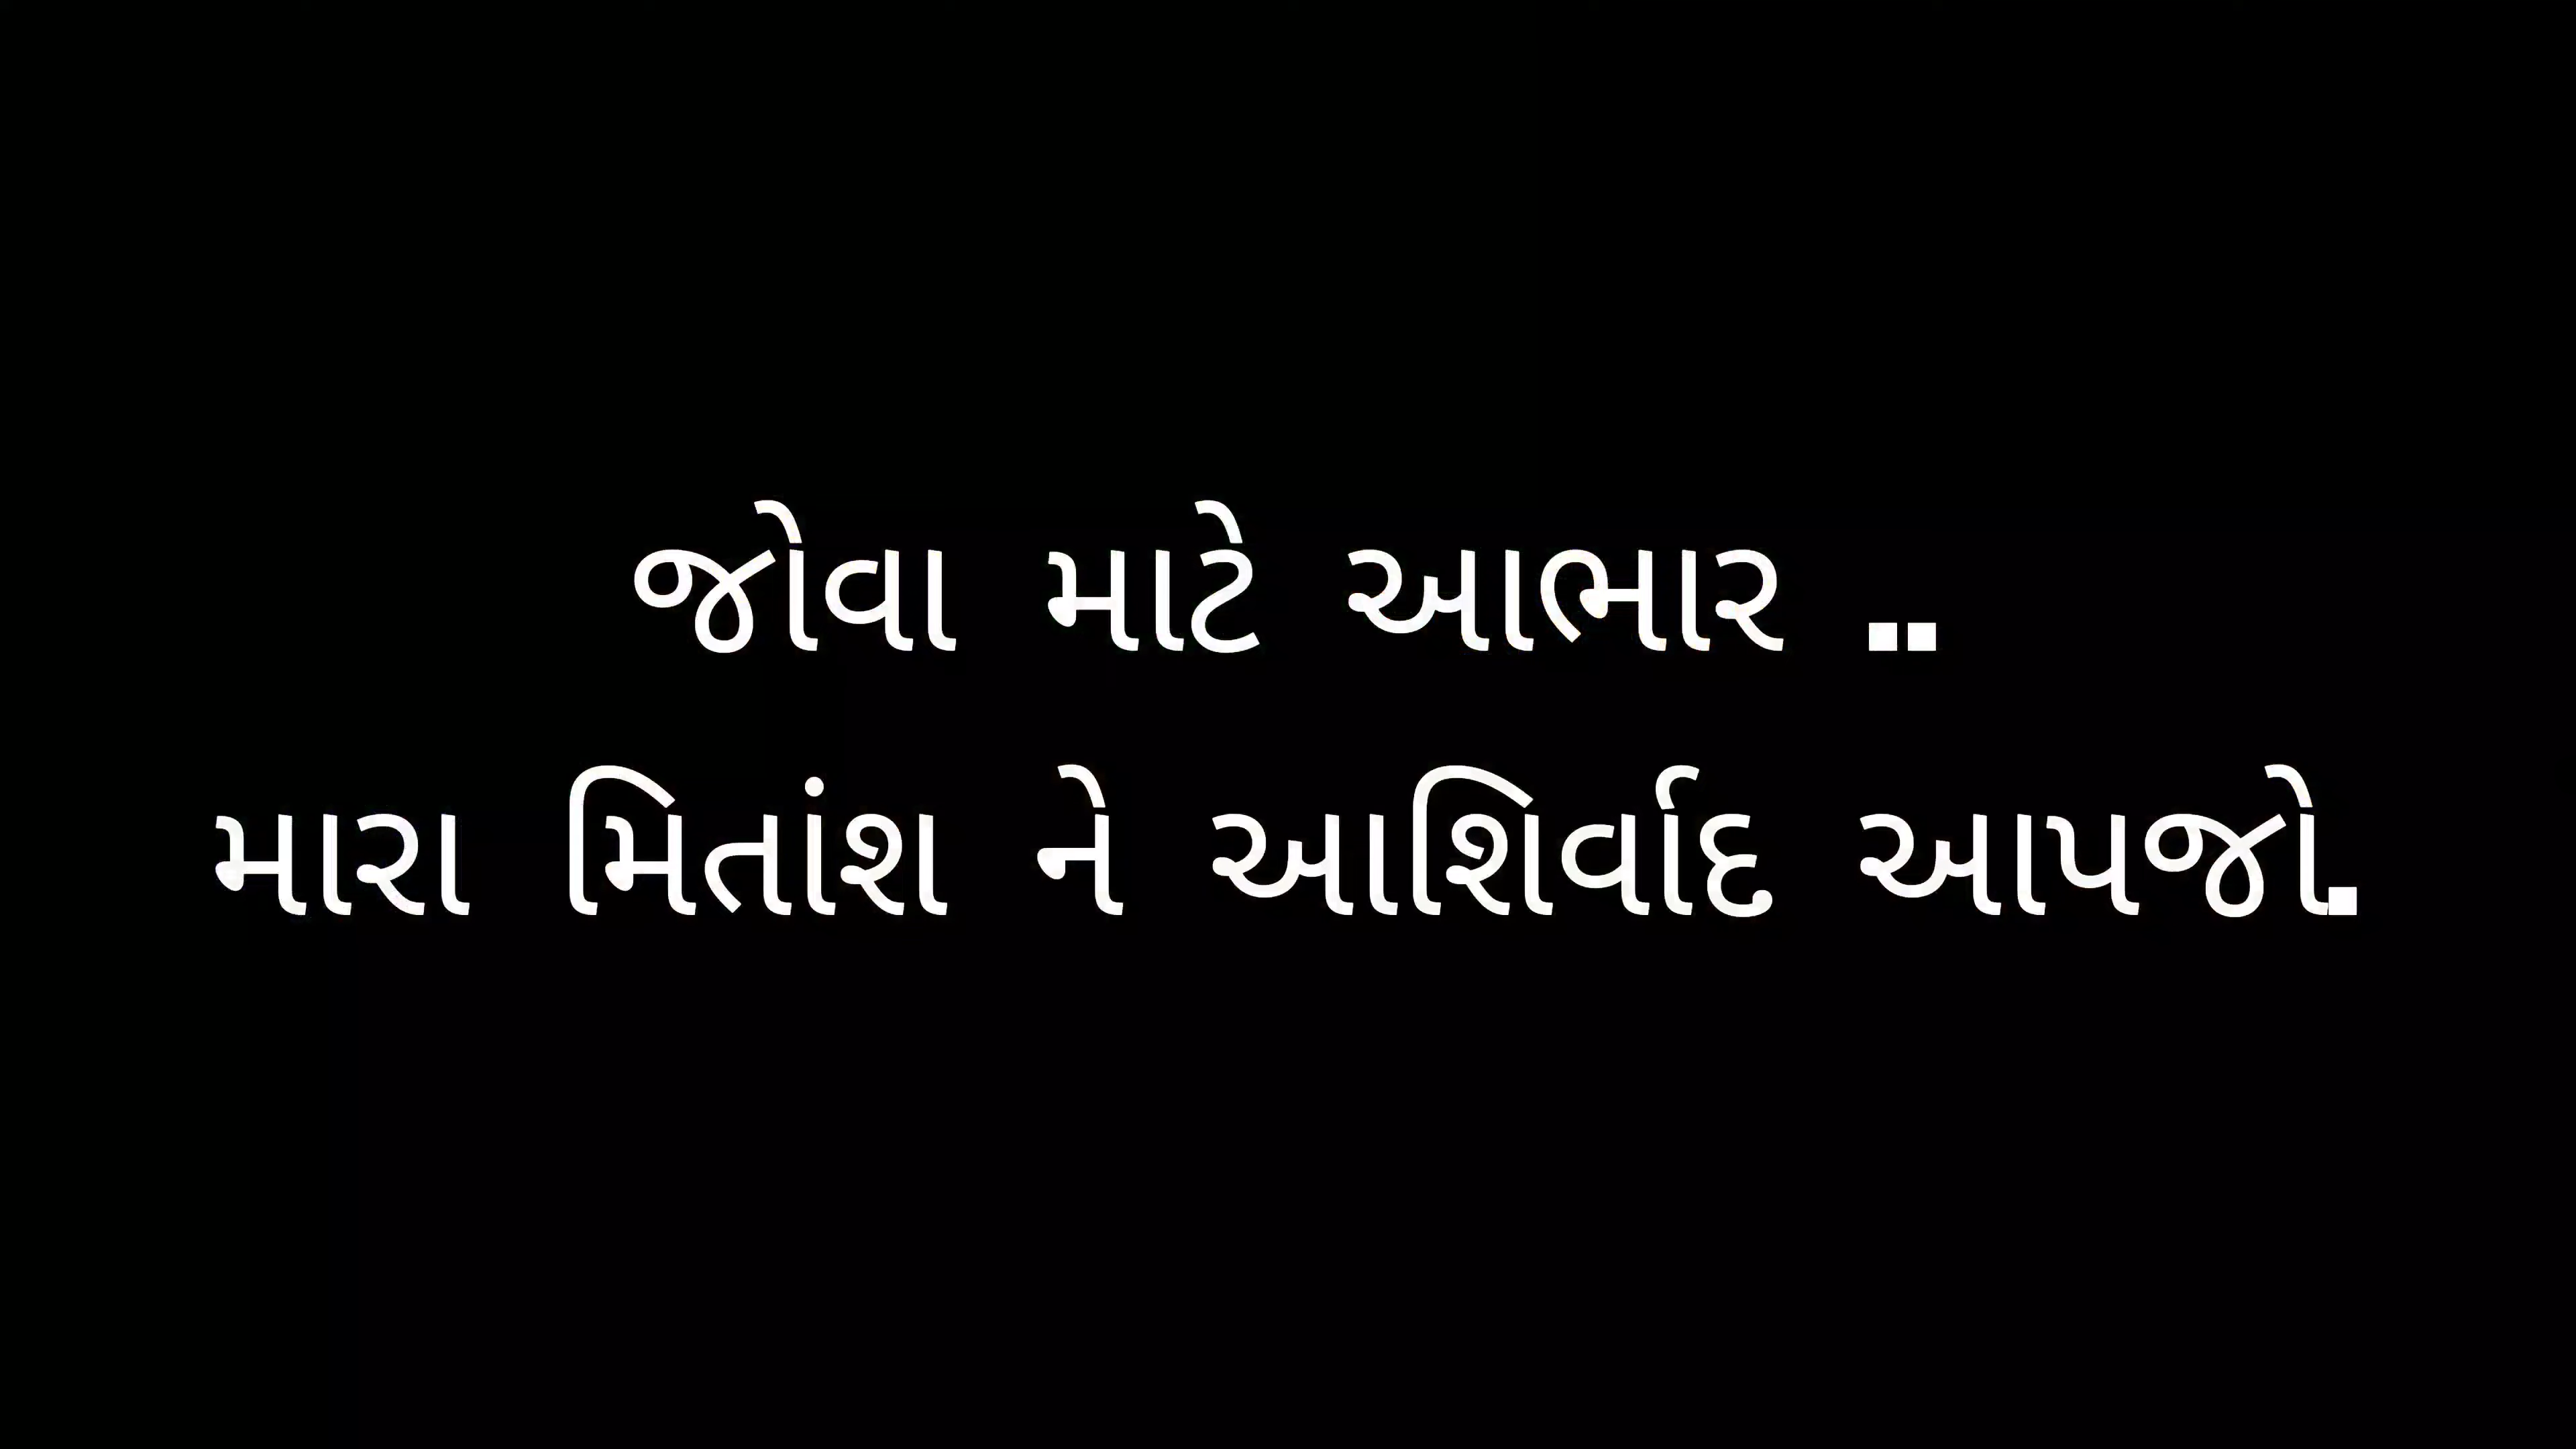 જોવા માટે આભાર ..
મારા મિતાંશ ને આશિર્વાદ આપજો.